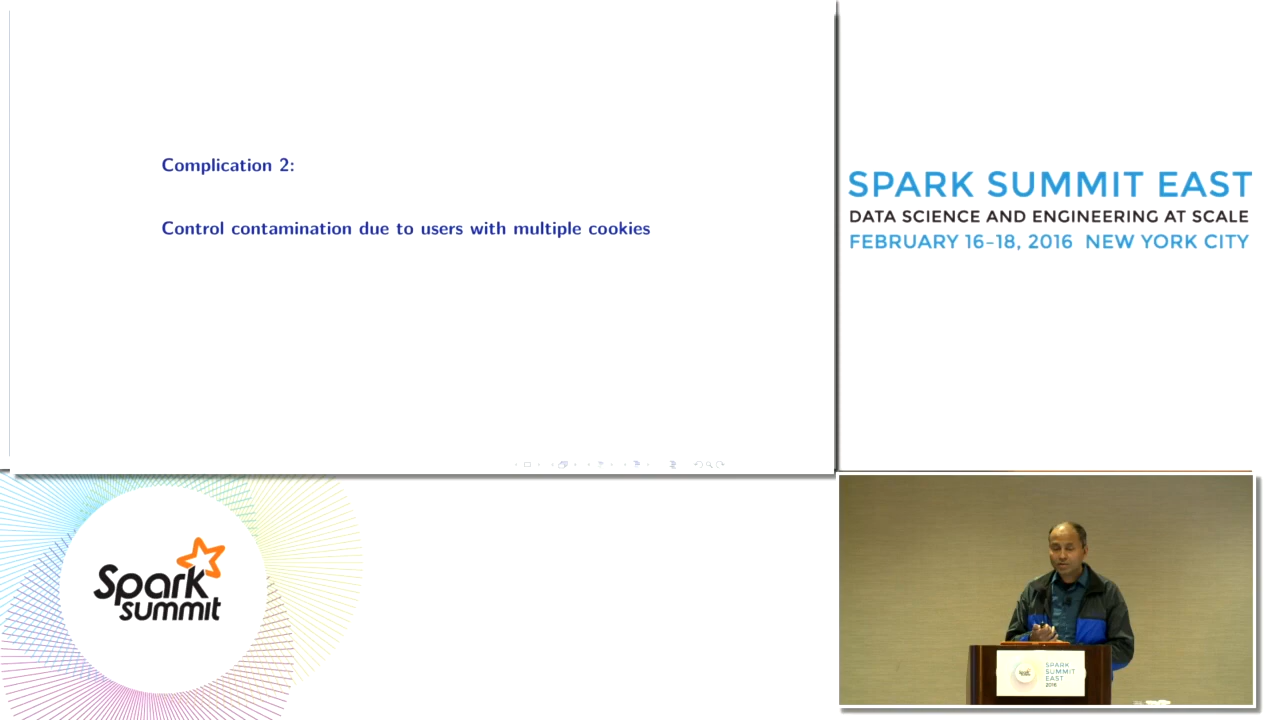 Complication 2:
Control contamination due to users with multiple cookies
SPARK SUMMIT EAST
DATA SCIENCE AND ENGINEERING AT SCALE
FEBRUARY 16–18, 2016 NEW YORK CITY
Spark
summit
SPARK
SUMMIT
EAST
2016